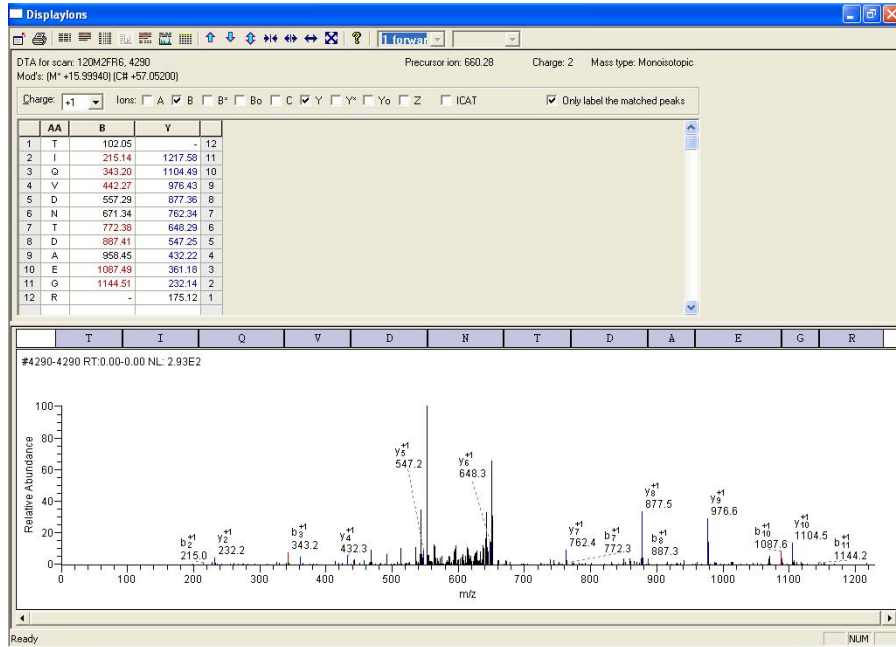 DisplayIons
1 forwar
DTA for scan: 120M2FR6, 4290 Precursor ion: 660.28 Charge: 2 Mass type: Monoisotopic
Mod's: (M* +15.99940) (C# +57.05200)
Charge: +1 Ions: A B B* Bo C Y Y* Yo Z ICAT Only label the matched peaks
AA B Y
1 T 102.05 - 12
2 I 215.14 1217.58 11
3 Q 343.20 1104.49 10
4 V 442.27 976.43 9
5 D 557.29 877.36 8
6 N 671.34 762.34 7
7 T 772.38 648.29 6
8 D 887.41 547.25 5
9 A 958.45 432.22 4
10 E 1087.49 361.18 3
11 G 1144.51 232.14 2
12 R - 175.12 1
T I Q V D N T D A E G R
#4290-4290 RT:0.00-0.00 NL: 2.93E2
Relative Abundance
100
80
60
40
20
0
b2+1 215.0
y2+1 232.2
b3+1 343.2
y4+1 432.3
y5+1 547.2
y6+1 648.3
y7+1 762.4
b7+1 772.3
y8+1 877.5
b8+1 887.3
y9+1 976.6
b10+1 1087.6
y10+1 1104.5
b11+1 1144.2
0 100 200 300 400 500 600 700 800 900 1000 1100 1200
m/z
Ready NUM